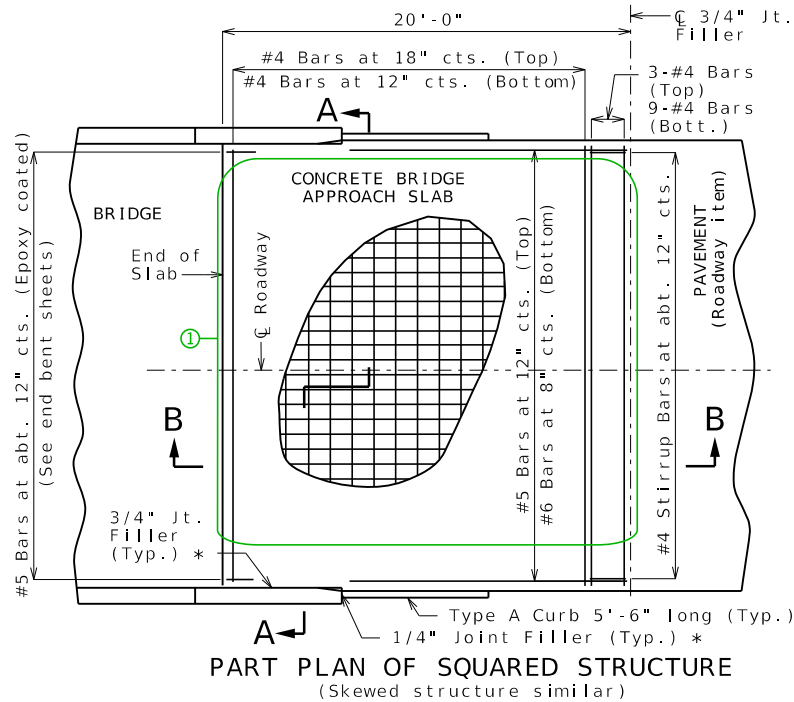 20'-0"
℄ 3/4" Jt.
Filler
#4 Bars at 18" cts. (Top)
#4 Bars at 12" cts. (Bottom)
3-#4 Bars
(Top)
9-#4 Bars
(Bott.)
A
CONCRETE BRIDGE
APPROACH SLAB
BRIDGE
End of
Slab
℄ Roadway
1
#5 Bars at abt. 12" cts. (Epoxy coated)
(See end bent sheets)
#5 Bars at 12" cts. (Top)
#6 Bars at 8" cts. (Bottom)
#4 Stirrup Bars at abt. 12" cts.
PAVEMENT
(Roadway item)
B
B
3/4" Jt.
Filler
(Typ.) *
A
Type A Curb 5'-6" long (Typ.)
1/4" Joint Filler (Typ.) *
PART PLAN OF SQUARED STRUCTURE
(Skewed structure similar)